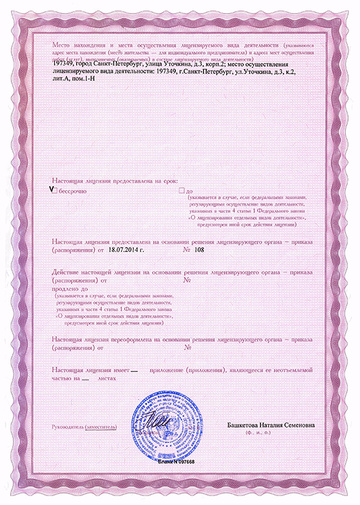 Место нахождения и места осуществления лицензируемого вида деятельности (указываются
адрес места нахождения (место жительства — для индивидуального предпринимателя) и адреса мест осуществления
работ (услуг), выполняемых (оказываемых) в составе лицензируемого вида деятельности)
197349, город Санкт-Петербург, улица Уточкина, д.3, корп.2; место осуществления
лицензируемого вида деятельности: 197349, г.Санкт-Петербург, ул.Уточкина, д.3, к.2,
лит.А, пом.1-Н
Настоящая лицензия предоставлена на срок:
V бессрочно до
(указывается в случае, если федеральными законами,
регулирующими осуществление видов деятельности,
указанных в части 4 статьи 1 Федерального закона
«О лицензировании отдельных видов деятельности»,
предусмотрен иной срок действия лицензии)
Настоящая лицензия предоставлена на основании решения лицензирующего органа – приказа
(распоряжения) от 18.07.2014 г. № 108
Действие настоящей лицензии на основании решения лицензирующего органа – приказа
(распоряжения) от №
продлено до
(указывается в случае, если федеральными законами,
регулирующими осуществление видов деятельности,
указанных в части 4 статьи 1 Федерального закона
«О лицензировании отдельных видов деятельности»,
предусмотрен иной срок действия лицензии)
Настоящая лицензия переоформлена на основании решения лицензирующего органа – приказа
(распоряжения) от №
Настоящая лицензия имеет приложение (приложения), являющееся ее неотъемлемой
частью на листах
Руководитель (заместитель)
Башкетова Наталия Семеновна
(Ф., и., о.)
Бланк N 097668